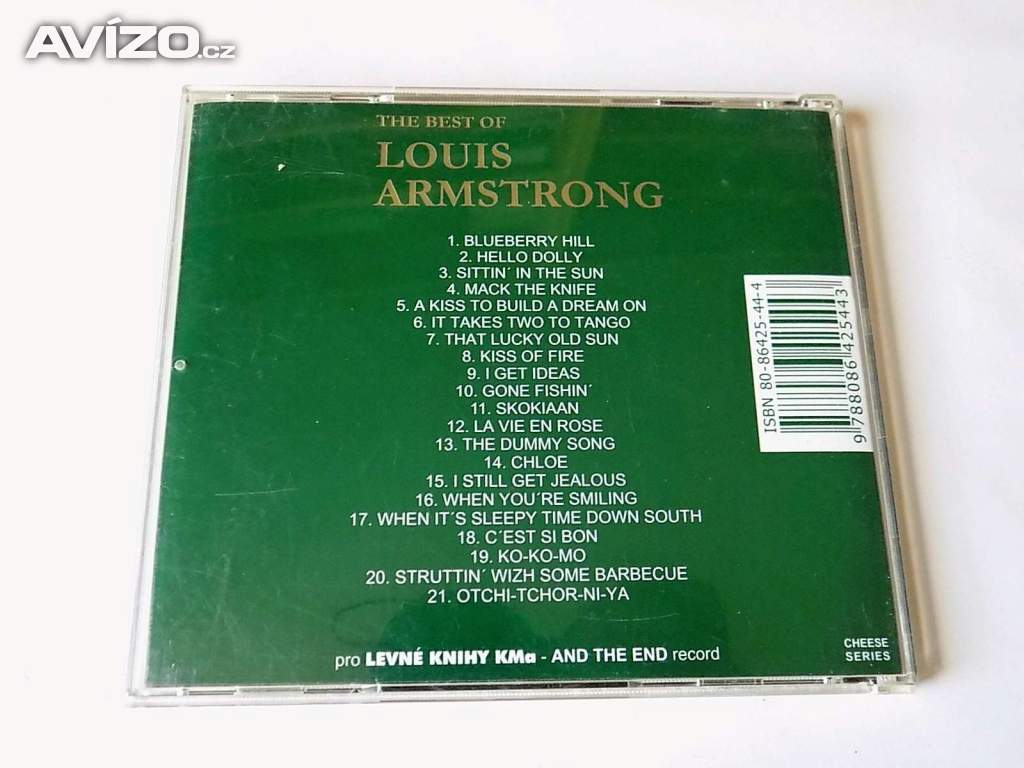 AVÍZO.cz
THE BEST OF
LOUIS
ARMSTRONG
1. BLUEBERRY HILL
2. HELLO DOLLY
3. SITTIN´ IN THE SUN
4. MACK THE KNIFE
5. A KISS TO BUILD A DREAM ON
6. IT TAKES TWO TO TANGO
7. THAT LUCKY OLD SUN
8. KISS OF FIRE
9. I GET IDEAS
10. GONE FISHIN´
11. SKOKIAAN
12. LA VIE EN ROSE
13. THE DUMMY SONG
14. CHLOE
15. I STILL GET JEALOUS
16. WHEN YOU´RE SMILING
17. WHEN IT´S SLEEPY TIME DOWN SOUTH
18. C´EST SI BON
19. KO-KO-MO
20. STRUTTIN´ WIZH SOME BARBECUE
21. OTCHI-TCHOR-NI-YA
ISBN 80-86425-44-4
9 788086 425443
pro LEVNÉ KNIHY KMa - AND THE END record
CHEESE
SERIES